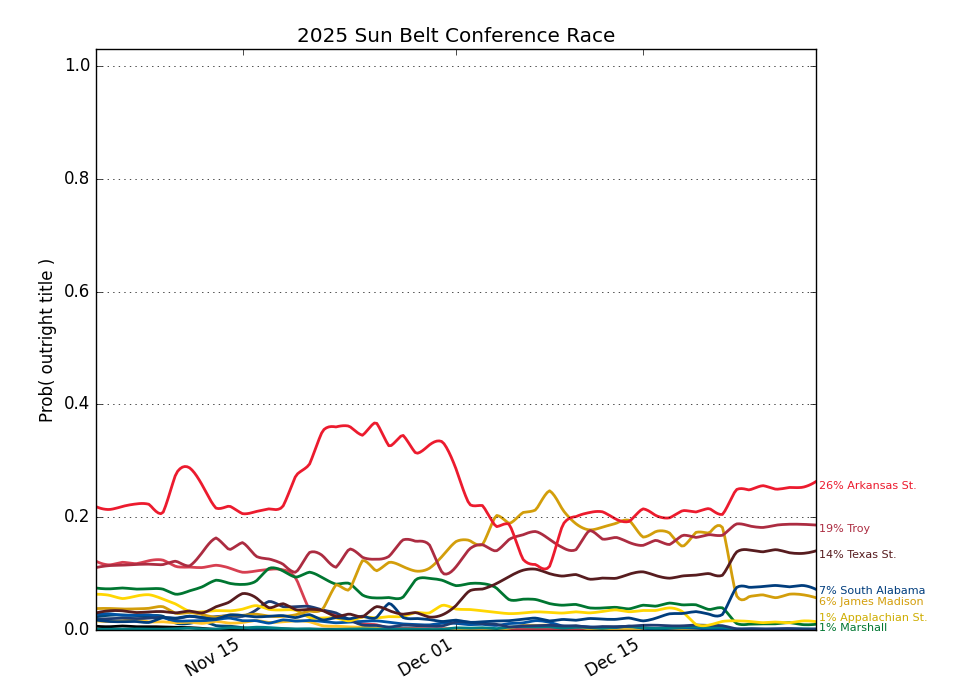 2025 Sun Belt Conference Race
Prob( outright title )
1.0
0.8
0.6
0.4
0.2
0.0
Nov 15
Dec 01
Dec 15
26% Arkansas St.
19% Troy
14% Texas St.
7% South Alabama
6% James Madison
1% Appalachian St.
1% Marshall